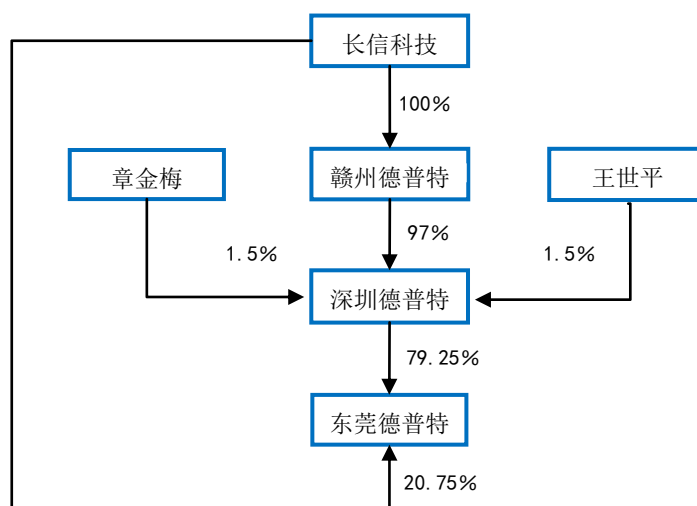 长信科技
100%
章金梅
赣州德普特
王世平
97%
1.5%
1.5%
深圳德普特
79.25%
东莞德普特
20.75%